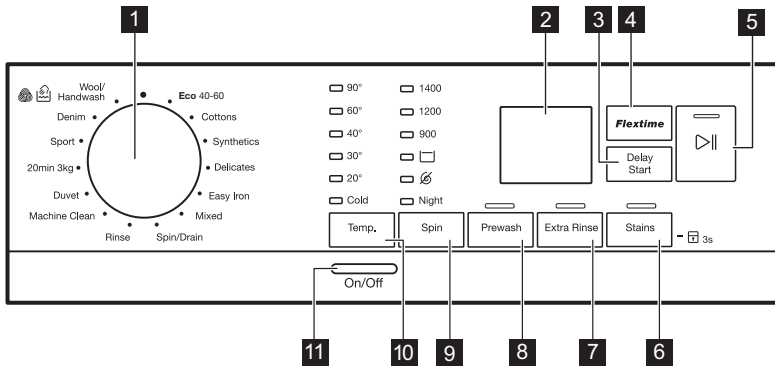 1
2
3
4
5
Wool/
Handwash
Denim
Sport
20min 3kg
Duvet
Machine Clean
Rinse
Spin/Drain
Mixed
Easy Iron
Delicates
Synthetics
Cottons
Eco 40-60
90°
60°
40°
30°
20°
Cold
1400
1200
900
Night
Flextime
Delay
Start
Temp.
Spin
Prewash
Extra Rinse
Stains
3s
On/Off
11
10
9
8
7
6